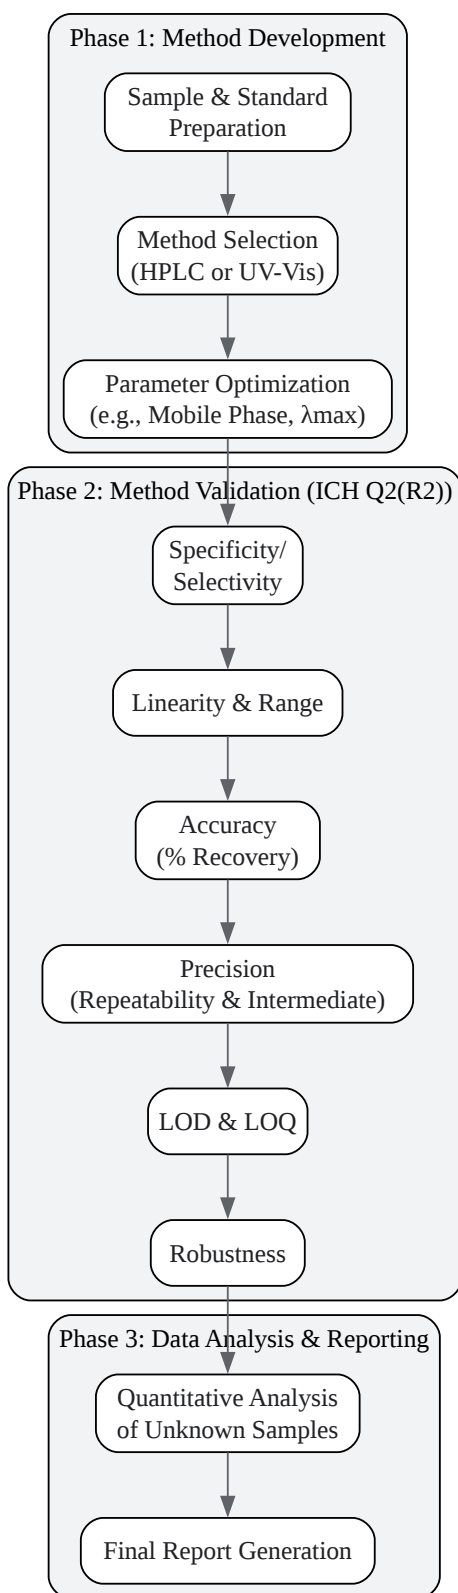 Phase 1: Method Development
Sample & Standard
Preparation
Method Selection
(HPLC or UV-Vis)
Parameter Optimization
(e.g., Mobile Phase, λmax)
Phase 2: Method Validation (ICH Q2(R2))
Specificity/
Selectivity
Linearity & Range
Accuracy
(% Recovery)
Precision
(Repeatability & Intermediate)
LOD & LOQ
Robustness
Phase 3: Data Analysis & Reporting
Quantitative Analysis
of Unknown Samples
Final Report Generation